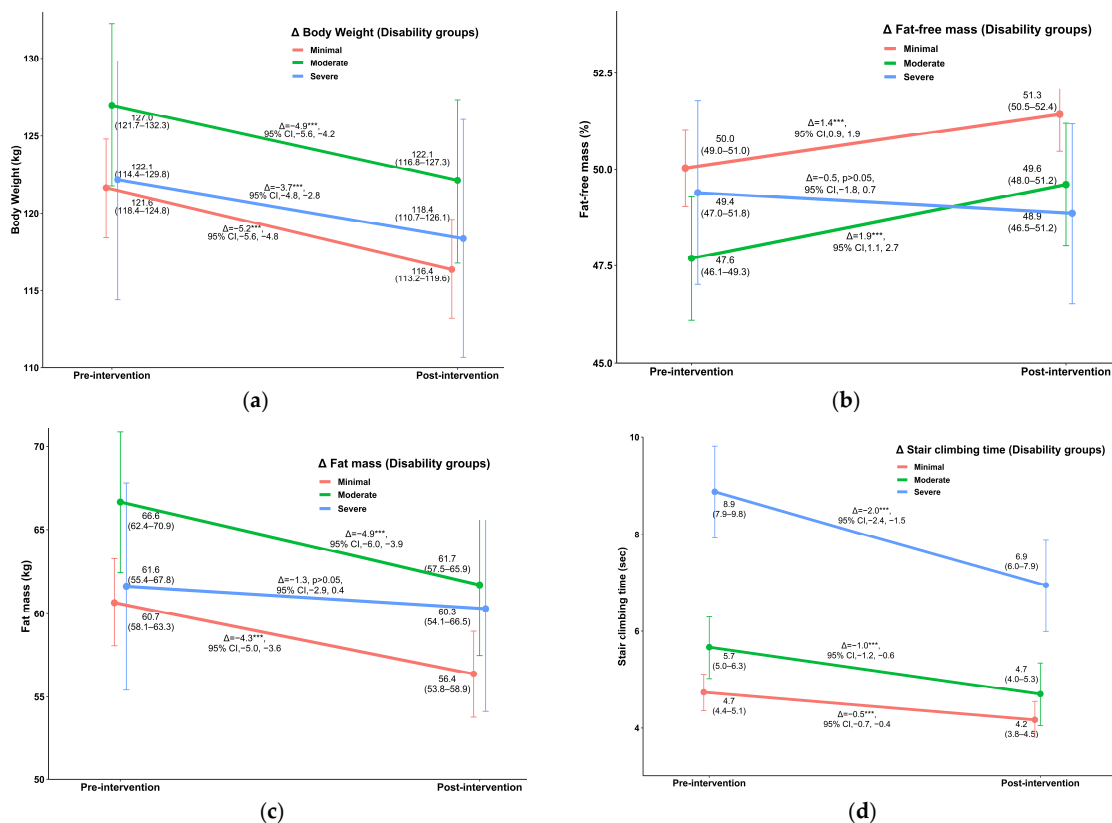 Δ Body Weight (Disability groups)
Minimal
Moderate
Severe
Body Weight (kg)
130
125
120
115
110
127.0
(121.7–132.3)
Δ=−4.9***,
95% CI,−5.6, −4.2
122.1
(116.8–127.3)
122.1
(114.4–129.8)
Δ=−3.7***,
95% CI,−4.8, −2.8
118.4
(110.7–126.1)
121.6
(118.4–124.8)
Δ=−5.2***,
95% CI,−5.6, −4.8
116.4
(113.2–119.6)
Pre-intervention
Post-intervention
(a)
Δ Fat-free mass (Disability groups)
Minimal
Moderate
Severe
Fat-free mass (%)
52.5
50.0
47.5
45.0
50.0
(49.0–51.0)
Δ=1.4***,
95% CI,0.9, 1.9
51.3
(50.5–52.4)
49.4
(47.0–51.8)
Δ=−0.5, p>0.05,
95% CI,−1.8, 0.7
49.6
(48.0–51.2)
48.9
(46.5–51.2)
47.6
(46.1–49.3)
Δ=1.9***,
95% CI,1.1, 2.7
Pre-intervention
Post-intervention
(b)
Δ Fat mass (Disability groups)
Minimal
Moderate
Severe
Fat mass (kg)
70
65
60
55
50
66.6
(62.4–70.9)
Δ=−4.9***,
95% CI,−6.0, −3.9
61.7
(57.5–65.9)
61.6
(55.4–67.8)
Δ=−1.3, p>0.05,
95% CI,−2.9, 0.4
60.3
(54.1–66.5)
60.7
(58.1–63.3)
Δ=−4.3***,
95% CI,−5.0, −3.6
56.4
(53.8–58.9)
Pre-intervention
Post-intervention
(c)
Δ Stair climbing time (Disability groups)
Minimal
Moderate
Severe
Stair climbing time (sec)
10
8
6
4
8.9
(7.9–9.8)
Δ=−2.0***,
95% CI,−2.4, −1.5
6.9
(6.0–7.9)
5.7
(5.0–6.3)
Δ=−1.0***,
95% CI,−1.2, −0.6
4.7
(4.0–5.3)
4.7
(4.4–5.1)
Δ=−0.5***,
95% CI,−0.7, −0.4
4.2
(3.8–4.5)
Pre-intervention
Post-intervention
(d)